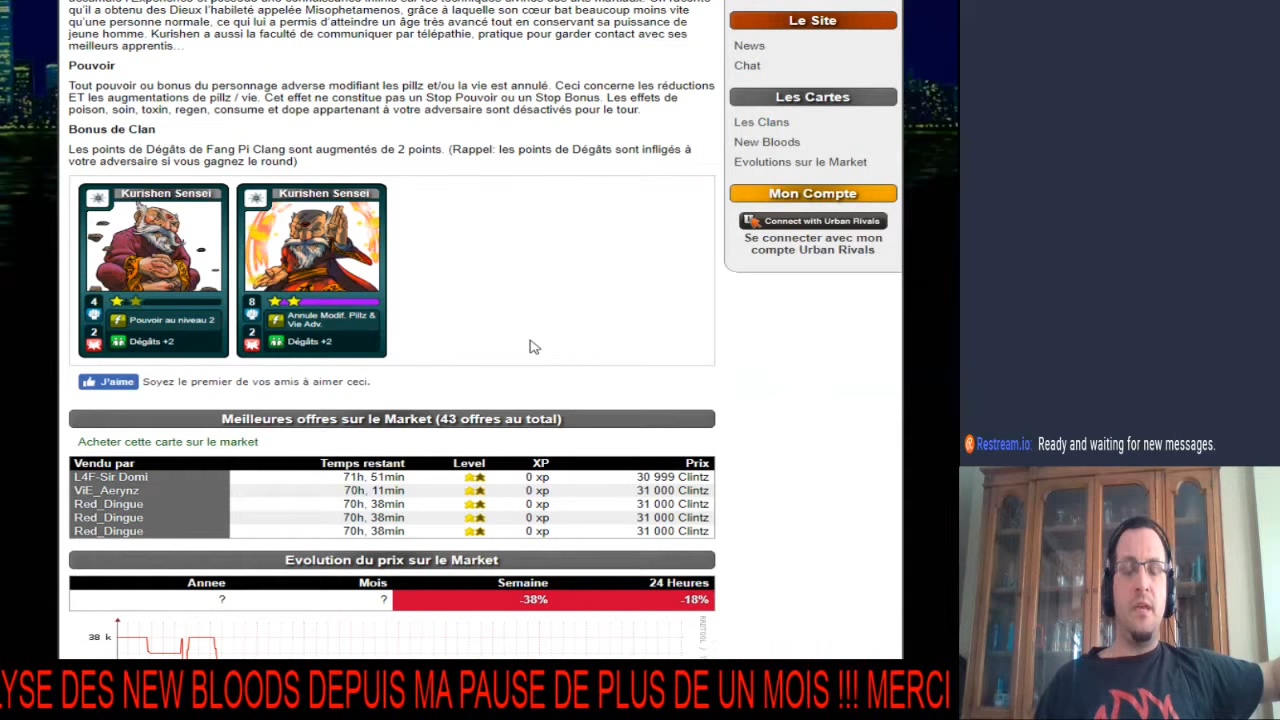 qu'il a obtenu des Dieux l'habileté appelée Misophetamenos, grâce à laquelle son cœur bat beaucoup moins vite
qu'une personne normale, ce qui lui a permis d'atteindre un âge très avancé tout en conservant sa puissance de
jeune homme. Kurishen a aussi la faculté de communiquer par télépathie, pratique pour garder contact avec ses
meilleurs apprentis…
Pouvoir
Tout pouvoir ou bonus du personnage adverse modifiant les pillz et/ou la vie est annulé. Ceci concerne les réductions
ET les augmentations de pillz / vie. Cet effet ne constitue pas un Stop Pouvoir ou un Stop Bonus. Les effets de
poison, soin, toxin, regen, consume et dope appartenant à votre adversaire sont désactivés pour le tour.
Bonus de Clan
Les points de Dégâts de Fang Pi Clang sont augmentés de 2 points. (Rappel: les points de Dégâts sont infligés à
votre adversaire si vous gagnez le round)
Kurishen Sensei
4
Pouvoir au niveau 2
2
Dégâts +2
Kurishen Sensei
8
Annule Modif. Pillz &
Vie Adv.
2
Dégâts +2
J'aime Soyez le premier de vos amis à aimer ceci.
Meilleures offres sur le Market (43 offres au total)
Acheter cette carte sur le market
Vendu par Temps restant Level XP Prix
L4F-Sir Domi 71h, 51min 0 xp 30 999 Clintz
ViE_Aerynz 70h, 11min 0 xp 31 000 Clintz
Red_Dingue 70h, 38min 0 xp 31 000 Clintz
Red_Dingue 70h, 38min 0 xp 31 000 Clintz
Red_Dingue 70h, 38min 0 xp 31 000 Clintz
Evolution du prix sur le Market
Annee Mois Semaine 24 Heures
? ? -38% -18%
38 k
Le Site
News
Chat
Les Cartes
Les Clans
New Bloods
Evolutions sur le Market
Mon Compte
Connect with Urban Rivals
Se connecter avec mon
compte Urban Rivals
Restream.io: Ready and waiting for new messages.
LYSE DES NEW BLOODS DEPUIS MA PAUSE DE PLUS DE UN MOIS !!! MERCI